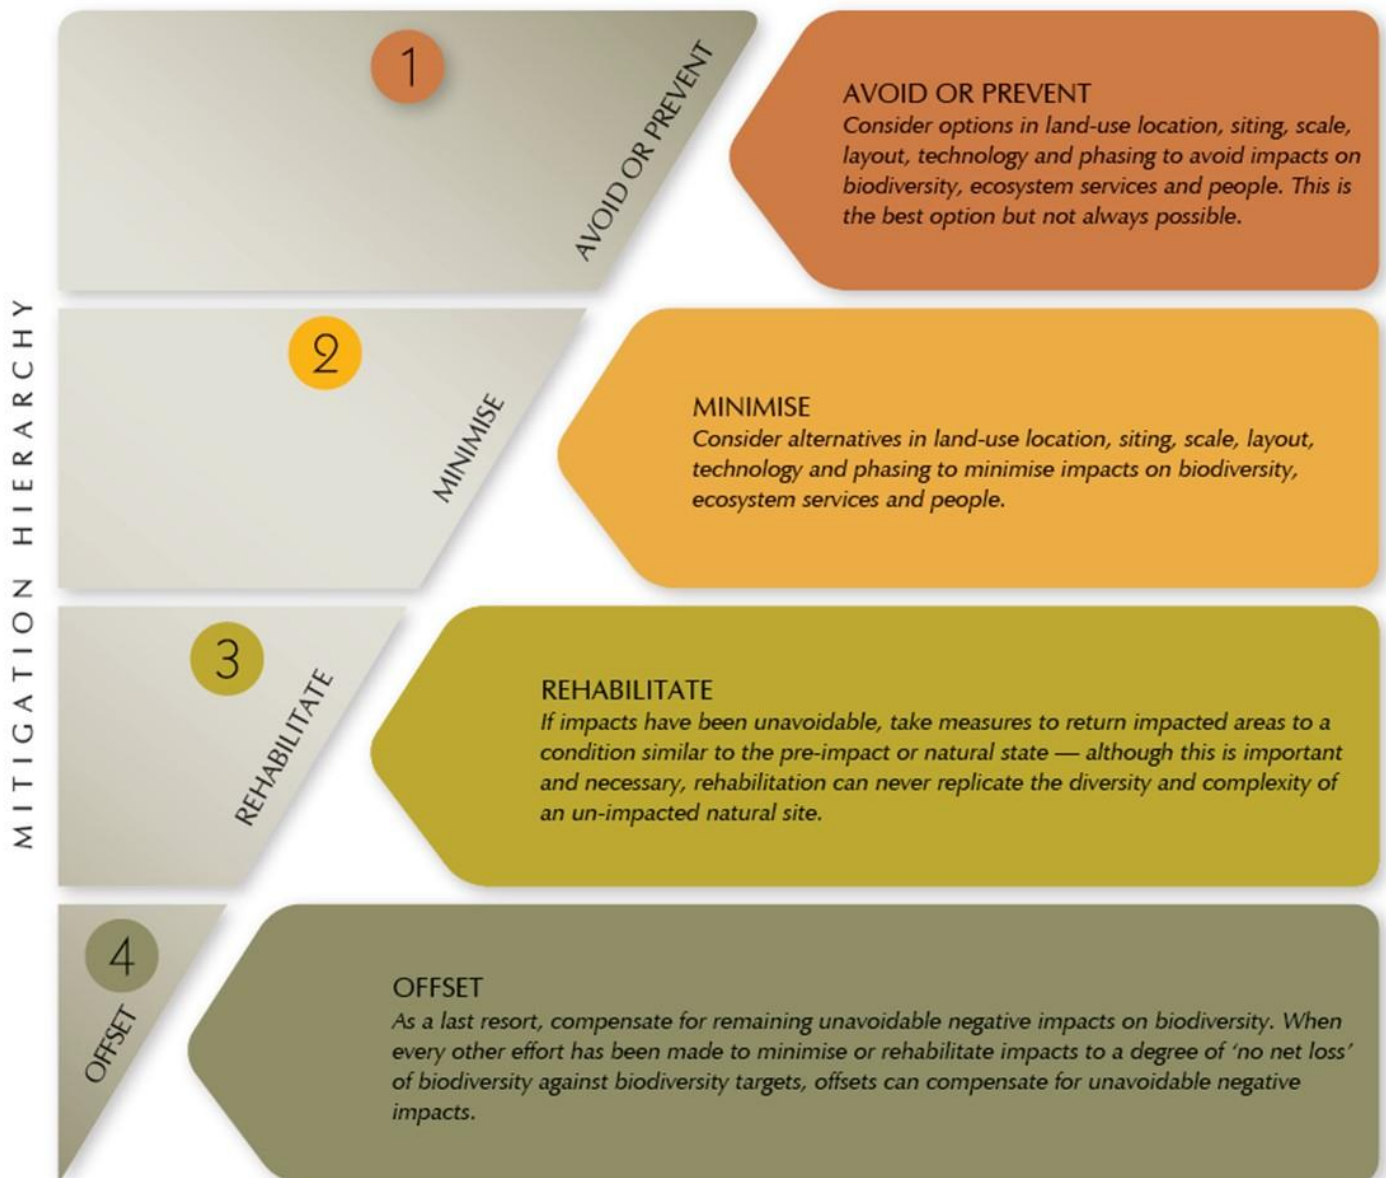 MITIGATION HIERARCHY
1
AVOID OR PREVENT
AVOID OR PREVENT
Consider options in land-use location, siting, scale,
layout, technology and phasing to avoid impacts on
biodiversity, ecosystem services and people. This is
the best option but not always possible.
2
MINIMISE
MINIMISE
Consider alternatives in land-use location, siting, scale, layout,
technology and phasing to minimise impacts on biodiversity,
ecosystem services and people.
3
REHABILITATE
REHABILITATE
If impacts have been unavoidable, take measures to return impacted areas to a
condition similar to the pre-impact or natural state — although this is important
and necessary, rehabilitation can never replicate the diversity and complexity of
an un-impacted natural site.
4
OFFSET
OFFSET
As a last resort, compensate for remaining unavoidable negative impacts on biodiversity. When
every other effort has been made to minimise or rehabilitate impacts to a degree of ‘no net loss’
of biodiversity against biodiversity targets, offsets can compensate for unavoidable negative
impacts.